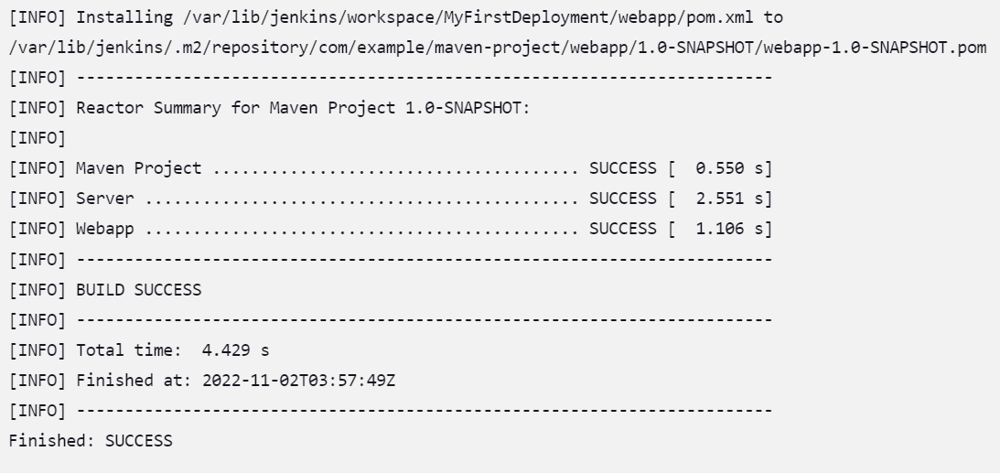 [INFO] Installing /var/lib/jenkins/workspace/MyFirstDeployment/webapp/pom.xml to
/var/lib/jenkins/.m2/repository/com/example/maven-project/webapp/1.0-SNAPSHOT/webapp-1.0-SNAPSHOT.pom
[INFO] ------------------------------------------------------------------------
[INFO] Reactor Summary for Maven Project 1.0-SNAPSHOT:
[INFO]
[INFO] Maven Project ...................................... SUCCESS [  0.550 s]
[INFO] Server ............................................. SUCCESS [  2.551 s]
[INFO] Webapp ............................................. SUCCESS [  1.106 s]
[INFO] ------------------------------------------------------------------------
[INFO] BUILD SUCCESS
[INFO] ------------------------------------------------------------------------
[INFO] Total time:  4.429 s
[INFO] Finished at: 2022-11-02T03:57:49Z
[INFO] ------------------------------------------------------------------------
Finished: SUCCESS